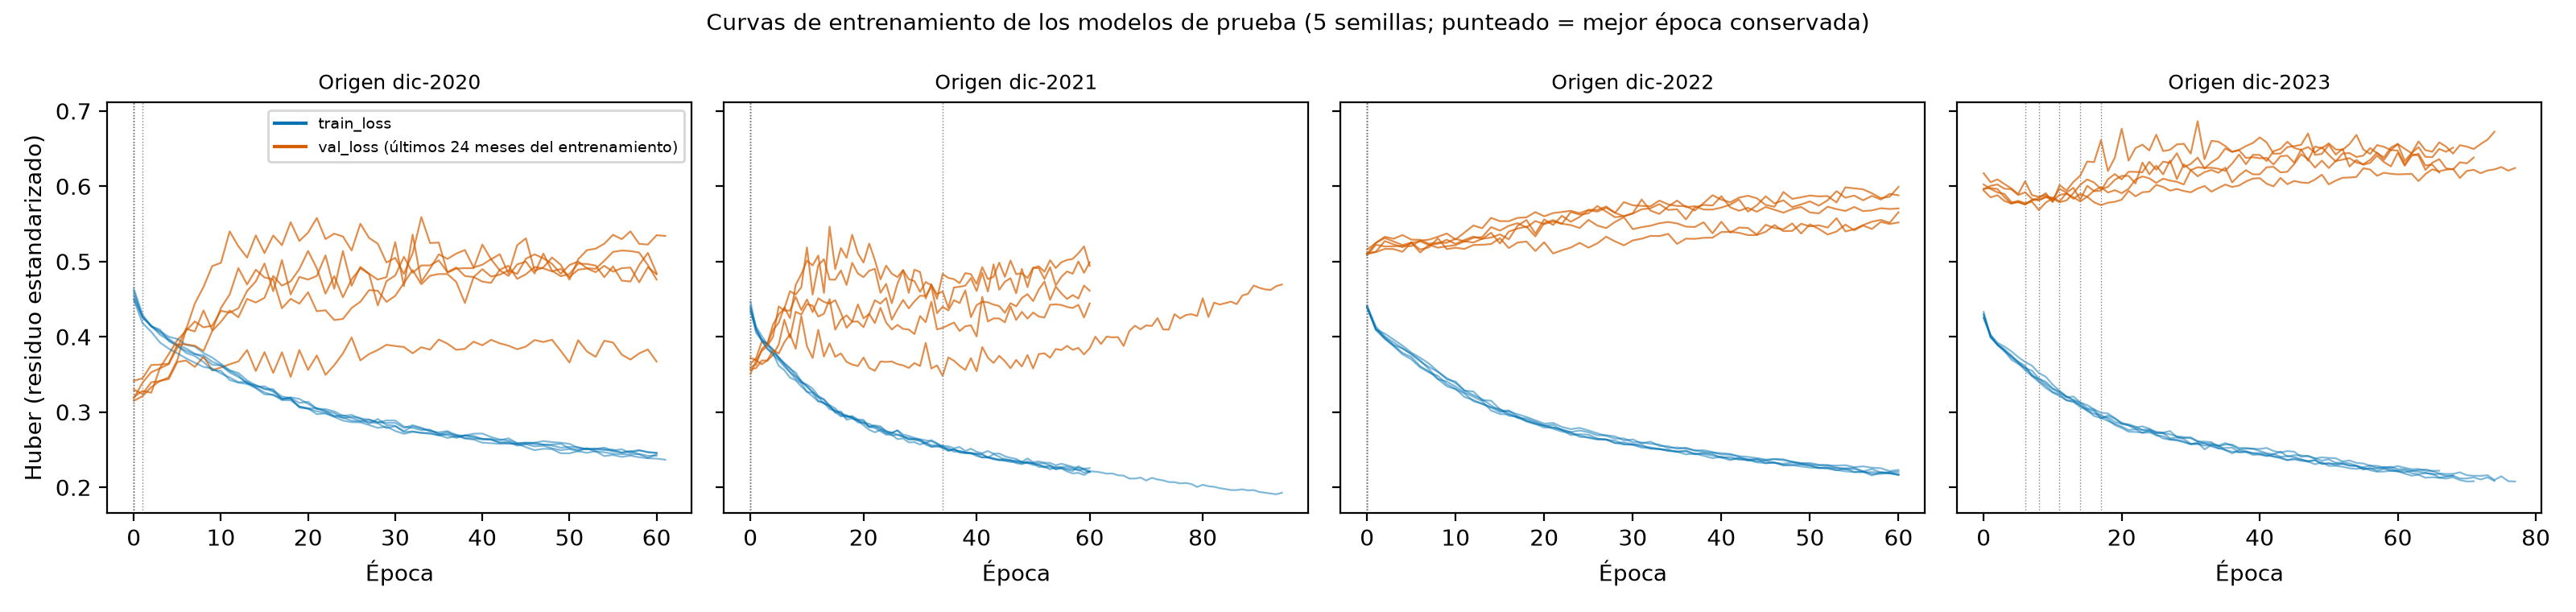 Curvas de entrenamiento de los modelos de prueba (5 semillas; punteado = mejor época conservada)
Origen dic-2020
Origen dic-2021
Origen dic-2022
Origen dic-2023
Huber (residuo estandarizado)
0.7
0.6
0.5
0.4
0.3
0.2
train_loss
val_loss (últimos 24 meses del entrenamiento)
0 10 20 30 40 50 60
0 20 40 60 80
0 10 20 30 40 50 60
0 20 40 60 80
Época
Época
Época
Época